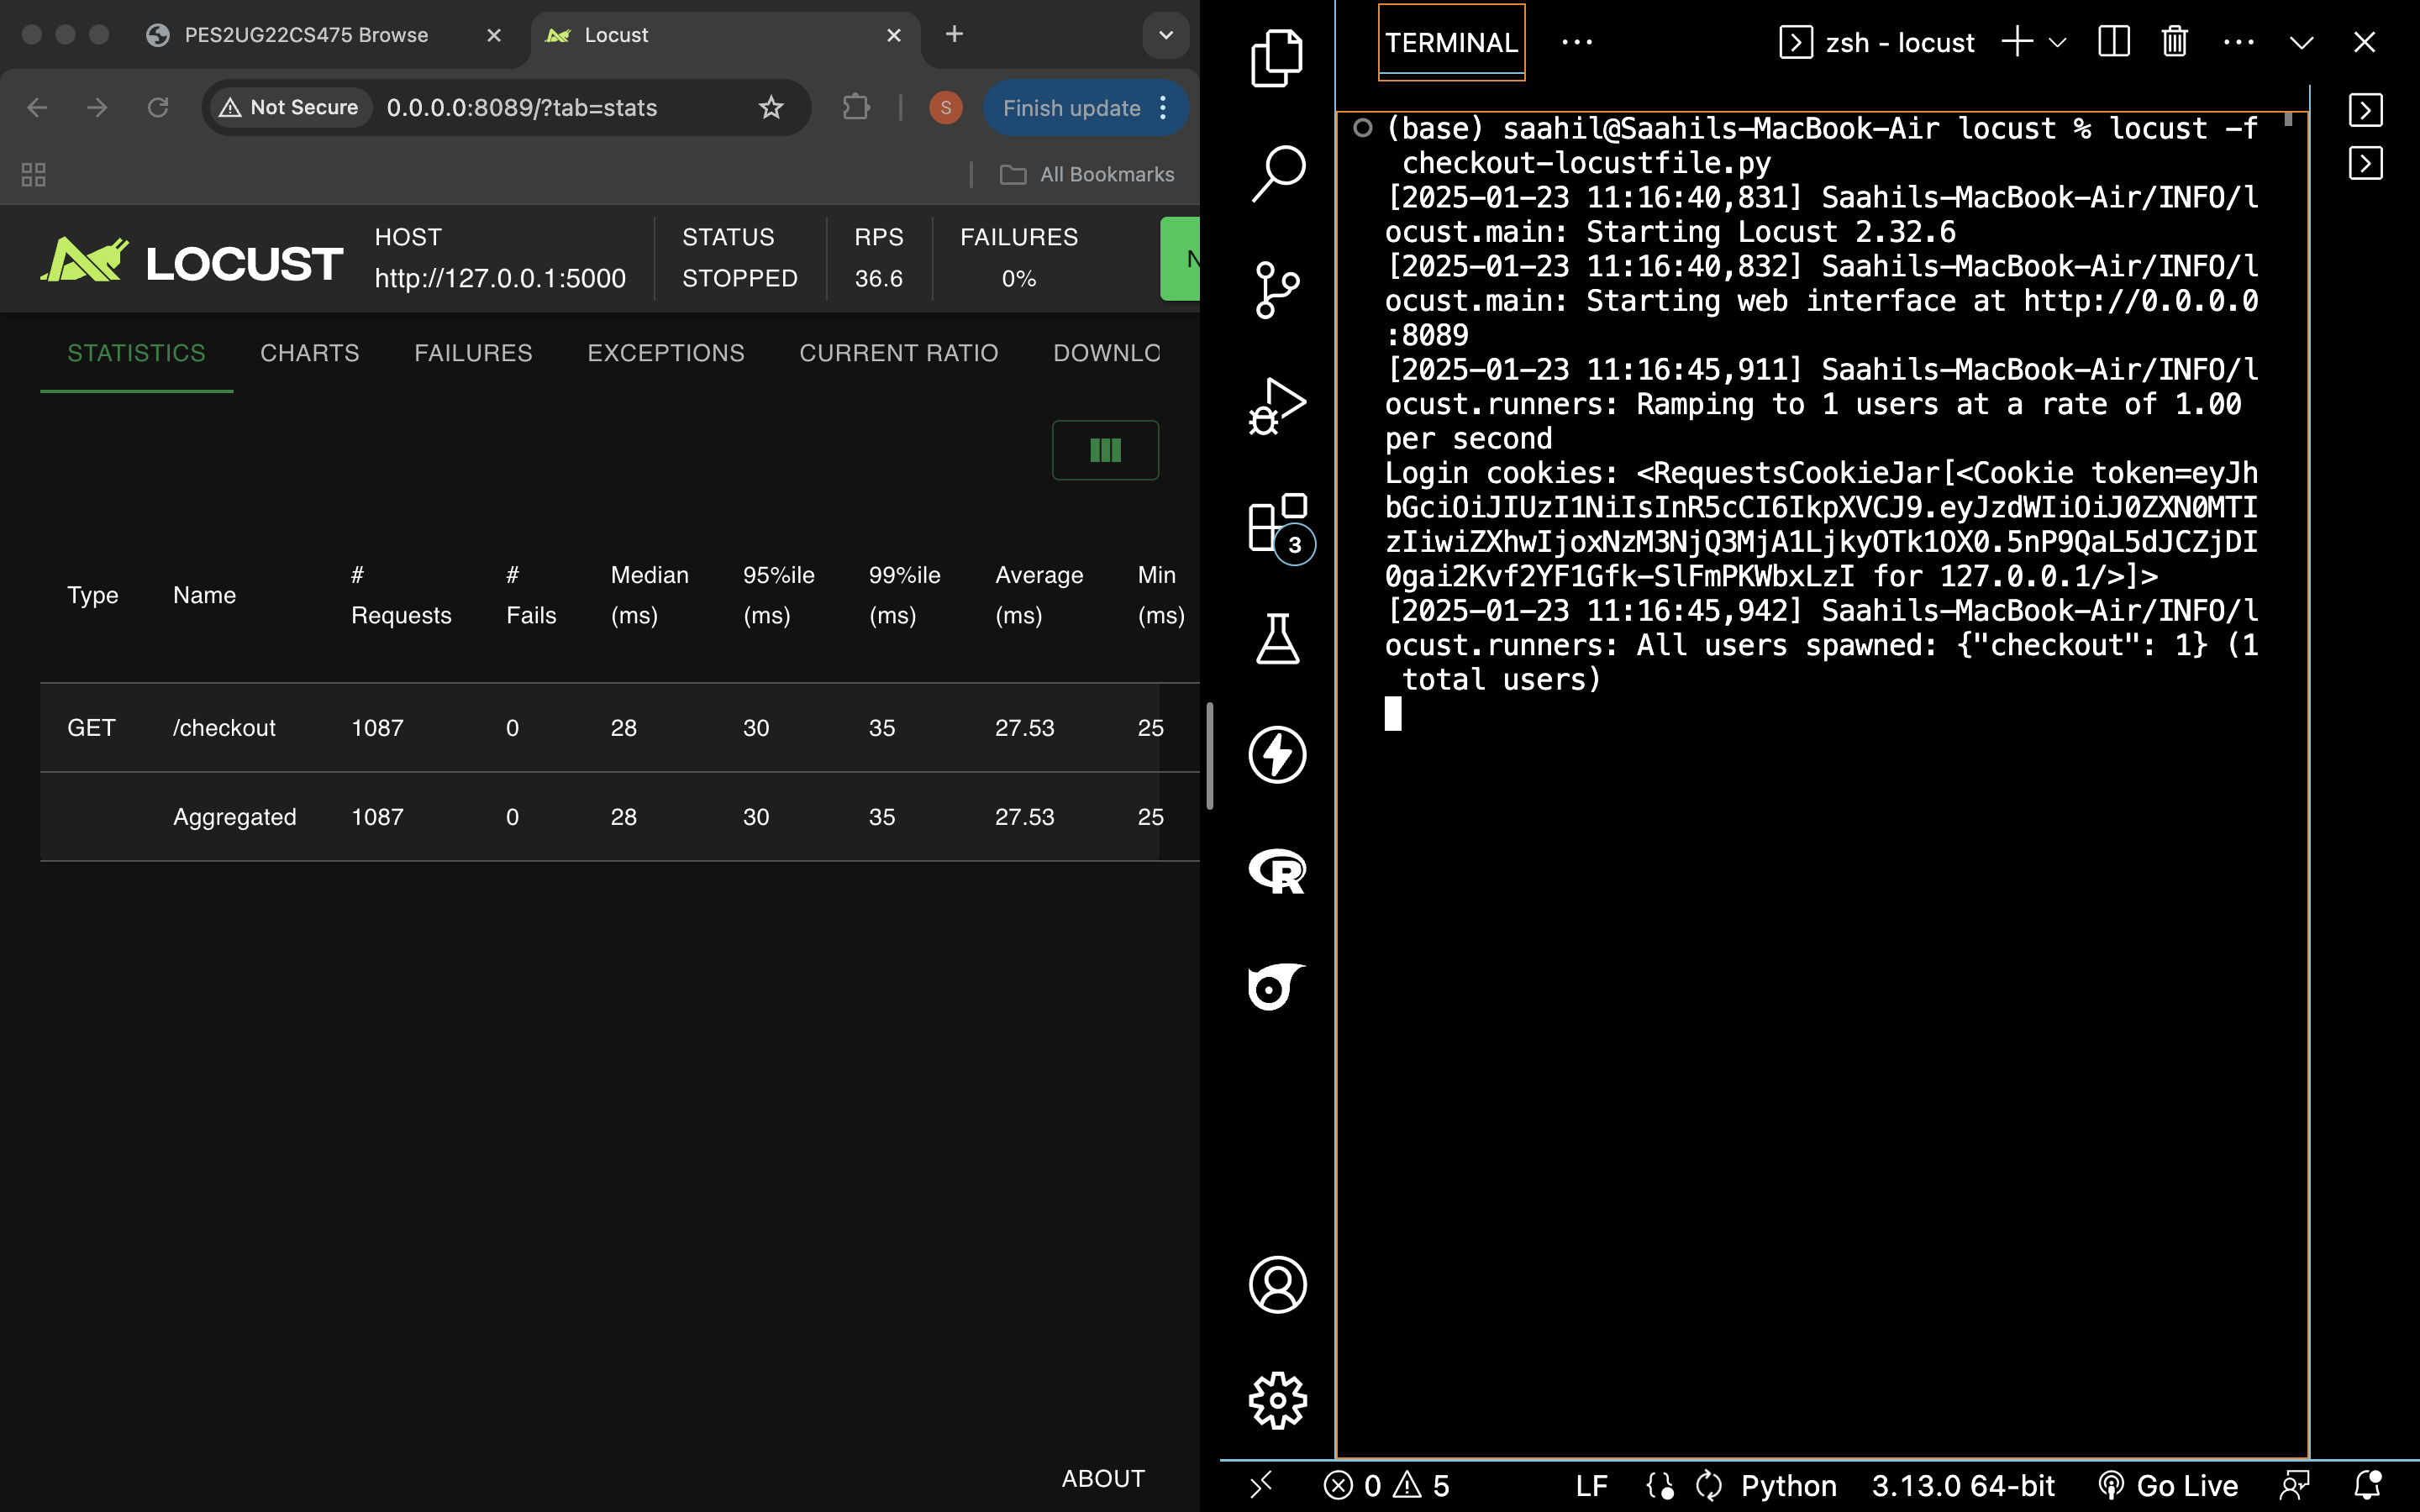 PES2UG22CS475 Browse
Locust
Not Secure 0.0.0.0:8089/?tab=stats
S
Finish update
All Bookmarks
LOCUST
HOST
http://127.0.0.1:5000
STATUS
STOPPED
RPS
36.6
FAILURES
0%
N
STATISTICS CHARTS FAILURES EXCEPTIONS CURRENT RATIO DOWNLO
Type Name # Requests # Fails Median (ms) 95%ile (ms) 99%ile (ms) Average (ms) Min (ms)
GET /checkout 1087 0 28 30 35 27.53 25
Aggregated 1087 0 28 30 35 27.53 25
ABOUT
3
TERMINAL
zsh - locust
(base) saahil@Saahils-MacBook-Air locust % locust -f
checkout-locustfile.py
[2025-01-23 11:16:40,831] Saahils-MacBook-Air/INFO/l
ocust.main: Starting Locust 2.32.6
[2025-01-23 11:16:40,832] Saahils-MacBook-Air/INFO/l
ocust.main: Starting web interface at http://0.0.0.0
:8089
[2025-01-23 11:16:45,911] Saahils-MacBook-Air/INFO/l
ocust.runners: Ramping to 1 users at a rate of 1.00
per second
Login cookies: <RequestsCookieJar[<Cookie token=eyJh
bGciOiJIUzI1NiIsInR5cCI6IkpXVCJ9.eyJzdWIiOiJ0ZXN0MTI
zIiwiZXhwIjoxNzM3NjQ3MjA1LjkyOTk1OX0.5nP9QaL5dJCZjDI
0gai2Kvf2YF1Gfk-SlFmPKWbxLzI for 127.0.0.1/>]>
[2025-01-23 11:16:45,942] Saahils-MacBook-Air/INFO/l
ocust.runners: All users spawned: {"checkout": 1} (1
total users)
0 5
LF Python 3.13.0 64-bit Go Live